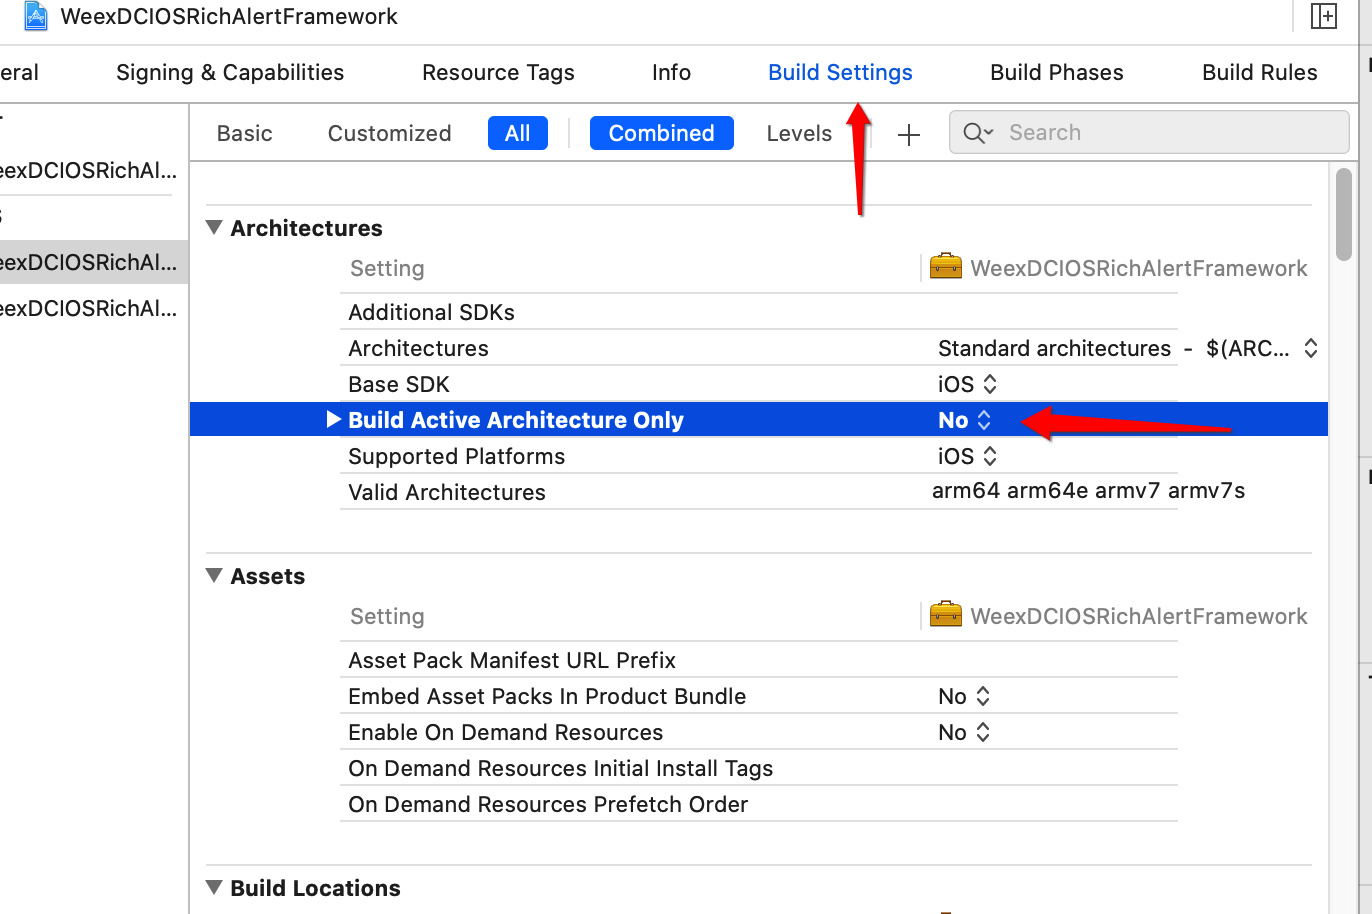 WeexDCIOSRichAlertFramework
eral Signing & Capabilities Resource Tags Info Build Settings Build Phases Build Rules
Basic Customized All Combined Levels + Search
eexDCIOSRichAl...
eexDCIOSRichAl...
eexDCIOSRichAl...
Architectures
Setting WeexDCIOSRichAlertFramework
Additional SDKs
Architectures Standard architectures - $(ARC...
Base SDK iOS
Build Active Architecture Only No
Supported Platforms iOS
Valid Architectures arm64 arm64e armv7 armv7s
Assets
Setting WeexDCIOSRichAlertFramework
Asset Pack Manifest URL Prefix
Embed Asset Packs In Product Bundle No
Enable On Demand Resources No
On Demand Resources Initial Install Tags
On Demand Resources Prefetch Order
Build Locations